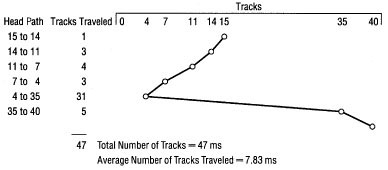 Tracks
Head Path Tracks Traveled 0 4 7 11 14 15 35 40
15 to 14 1
14 to 11 3
11 to 7 4
7 to 4 3
4 to 35 31
35 to 40 5
47 Total Number of Tracks = 47 ms
Average Number of Tracks Traveled = 7.83 ms